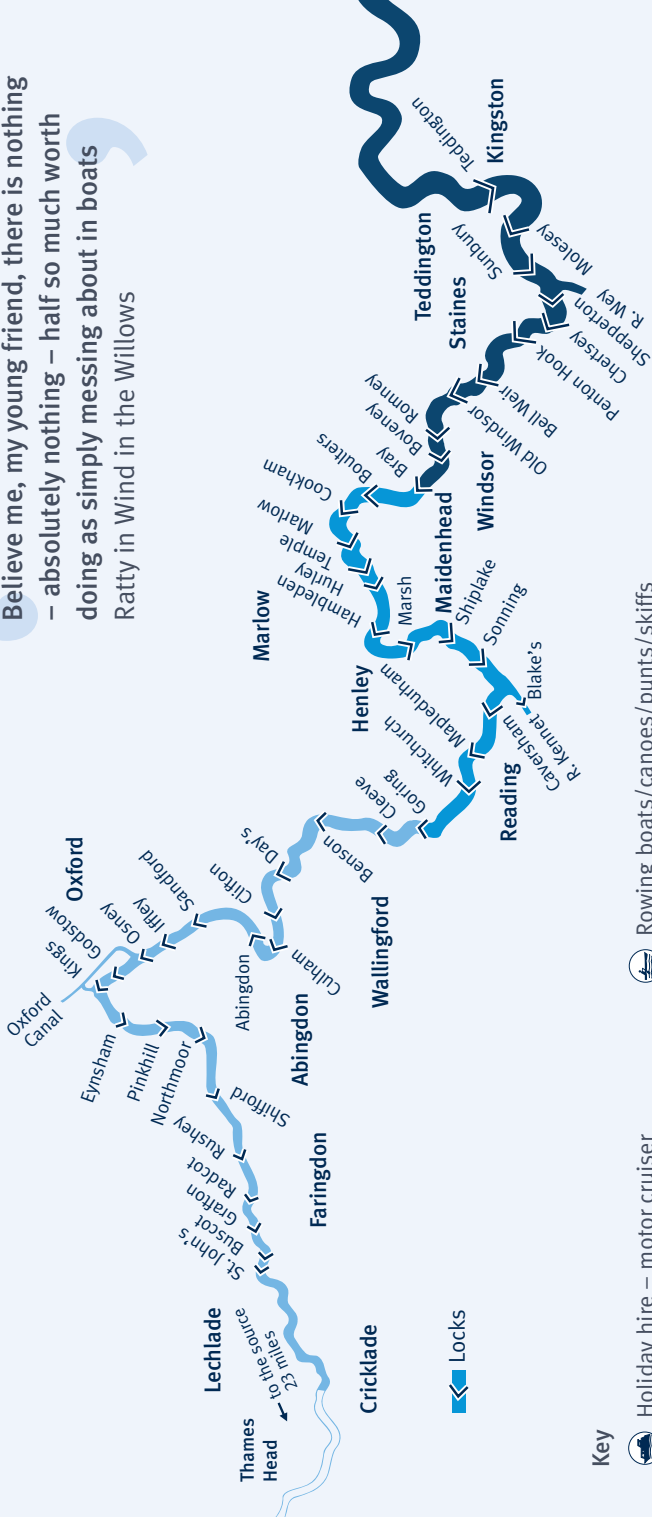 Believe me, my young friend, there is nothing
– absolutely nothing – half so much worth
doing as simply messing about in boats
Ratty in Wind in the Willows
Thames
Head
to the source
23 miles
Cricklade
Lechlade
St. John's
Buscot
Grafton
Radcot
Rushey
Faringdon
Shifford
Northmoor
Pinkhill
Eynsham
Oxford
Canal
Kings
Godstow
Oxford
Osney
Iffley
Sandford
Abingdon
Abingdon
Culham
Clifton
Day's
Wallingford
Benson
Cleeve
Goring
Whitchurch
Mapledurham
Reading
Caversham
R. Kennet
Blake's
Sonning
Shiplake
Henley
Marsh
Hambleden
Hurley
Temple
Marlow
Marlow
Cookham
Boulters
Maidenhead
Bray
Boveney
Windsor
Romney
Old Windsor
Bell Weir
Staines
Penton Hook
Chertsey
Shepperton
R. Wey
Sunbury
Molesey
Teddington
Kingston
Teddington
Locks
Key
Holiday hire – motor cruiser
Rowing boats/canoes/punts/skiffs